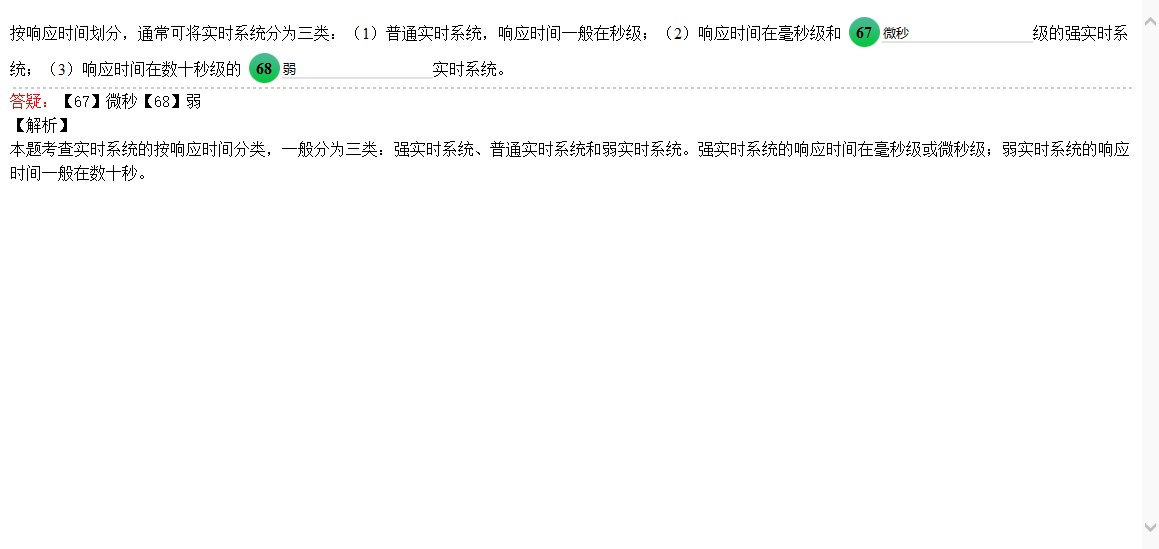 按响应时间划分，通常可将实时系统分为三类：（1）普通实时系统，响应时间一般在秒级；（2）响应时间在毫秒级和 67 微秒 级的强实时系
统；（3）响应时间在数十秒级的 68 弱 实时系统。
答疑：【67】微秒【68】弱
【解析】
本题考查实时系统的按响应时间分类，一般分为三类：强实时系统、普通实时系统和弱实时系统。强实时系统的响应时间在毫秒级或微秒级；弱实时系统的响应
时间一般在数十秒。